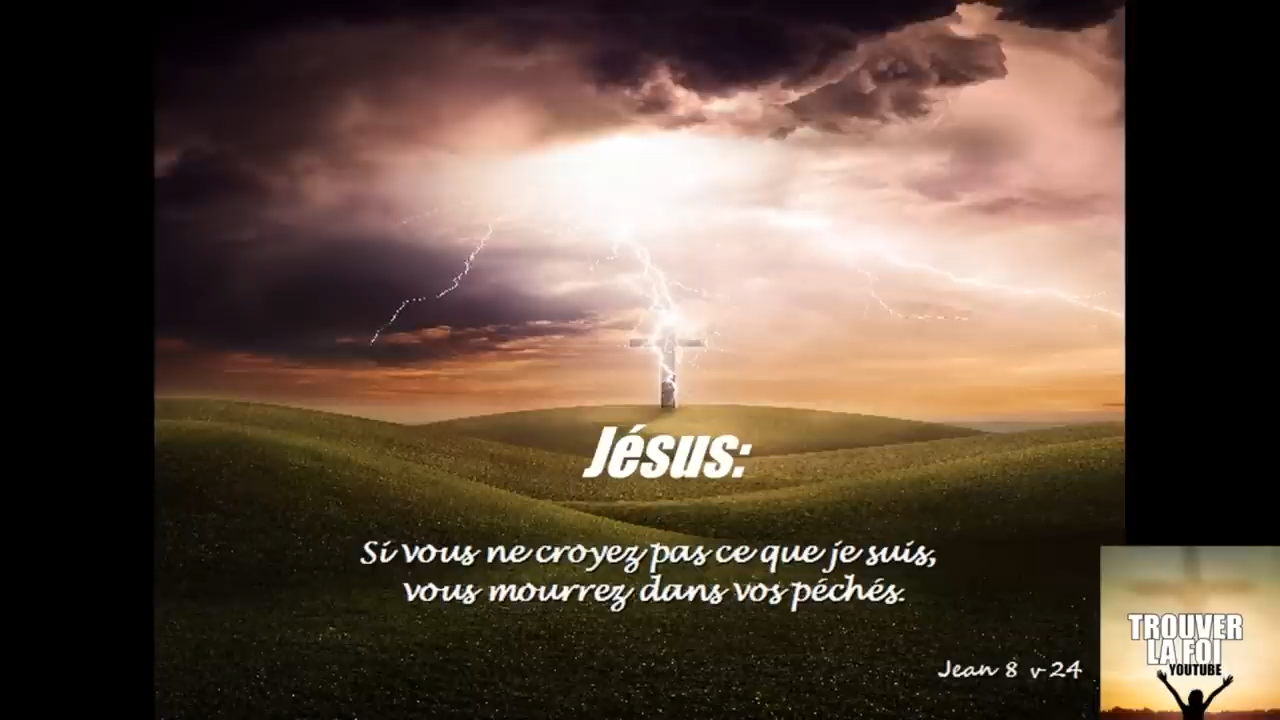 Jésus:
Si vous ne croyez pas ce que je suis,
vous mourrez dans vos péchés.
Jean 8 v 24
TROUVER
LA FOI
YOUTUBE